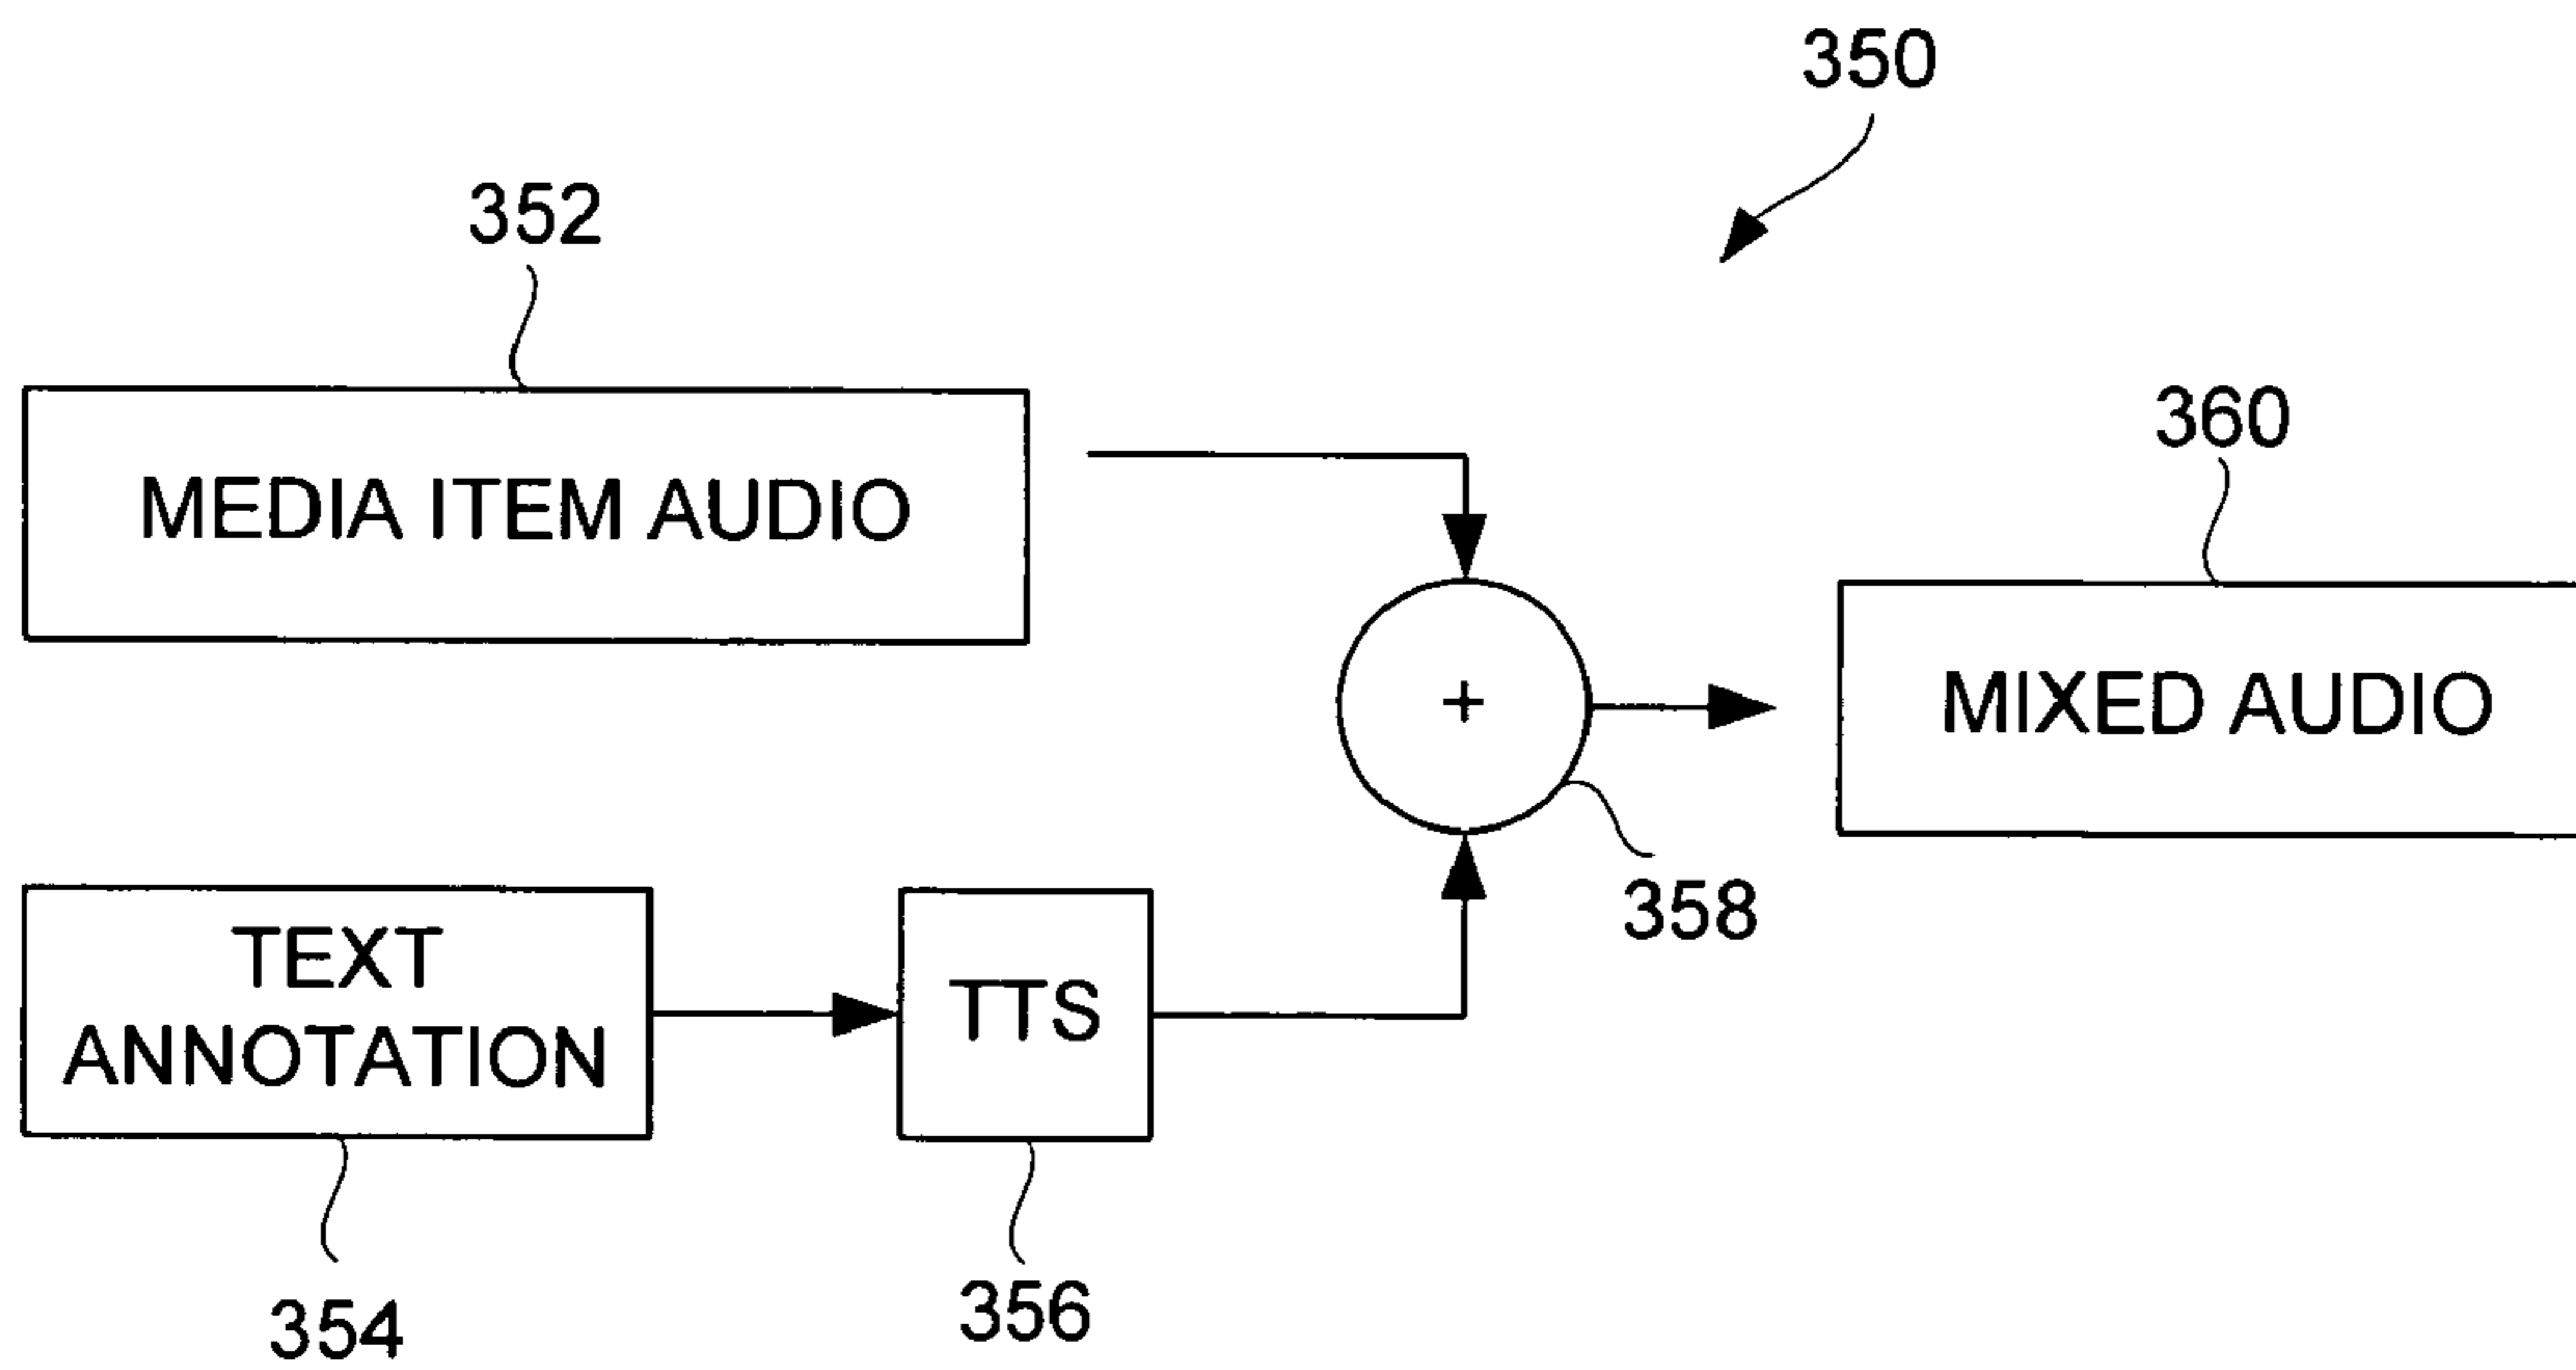 350
352
MEDIA ITEM AUDIO
360
+
MIXED AUDIO
358
TEXT
ANNOTATION
TTS
354
356